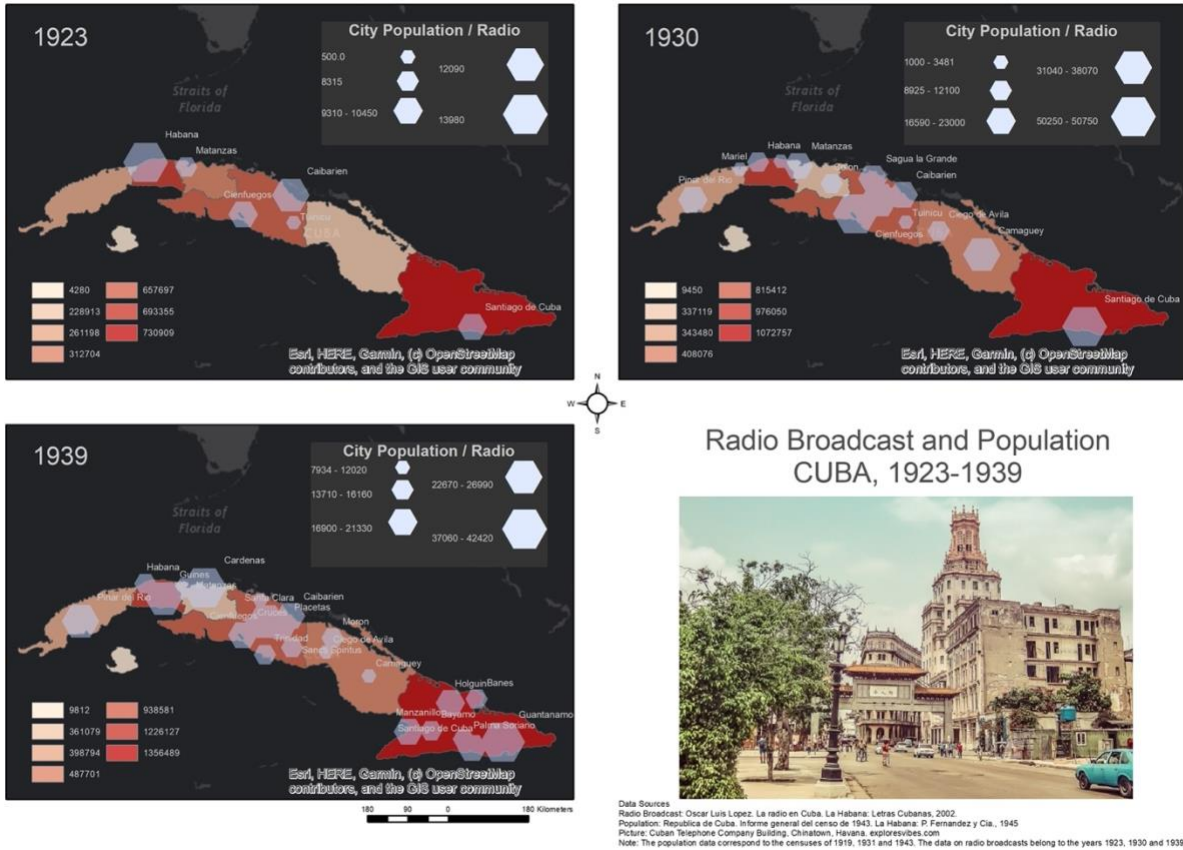 1923
City Population / Radio
500.0
8315
9310 - 10450
12090
13980
Straits of
Florida
Habana
Matanzas
Caibarien
Cienfuegos
Tuinicu
CUBA
Santiago de Cuba
4280
228913
261198
312704
657697
693355
730909
Esri, HERE, Garmin, (c) OpenStreetMap
contributors, and the GIS user community
1930
City Population / Radio
1000 - 3481
8925 - 12100
16590 - 23000
31040 - 38070
50250 - 50750
Straits of
Florida
Mariel
Habana
Matanzas
Colon
Pinar del Rio
Sagua la Grande
Caibarien
Tuinicu
Ciego de Avila
Cienfuegos
Camaguey
Santiago de Cuba
9450
337119
343480
408076
815412
976050
1072757
Esri, HERE, Garmin, (c) OpenStreetMap
contributors, and the GIS user community
N
W
E
S
1939
City Population / Radio
7934 - 12020
13710 - 16160
16900 - 21330
22670 - 26990
37060 - 42420
Straits of
Florida
Cardenas
Habana
Guines
Matanzas
Pinar del Rio
Santa Clara
Caibarien
Placetas
Cruces
Cienfuegos
Moron
Trinidad
Ciego de Avila
Sancti Spiritus
Camaguey
Holguin
Banes
Manzanillo
Bayamo
Guantanamo
Palma Soriano
Santiago de Cuba
9812
361079
398794
487701
938581
1226127
1356489
Esri, HERE, Garmin, (c) OpenStreetMap
contributors, and the GIS user community
180 90 0 180 Kilometers
Radio Broadcast and Population
CUBA, 1923-1939
Data Sources
Radio Broadcast: Oscar Luis Lopez. La radio en Cuba. La Habana: Letras Cubanas, 2002.
Population: Republica de Cuba. Informe general del censo de 1943. La Habana: P. Fernandez y Cia., 1945
Picture: Cuban Telephone Company Building, Chinatown, Havana. exploresvibes.com
Note: The population data correspond to the censuses of 1919, 1931 and 1943. The data on radio broadcasts belong to the years 1923, 1930 and 1939